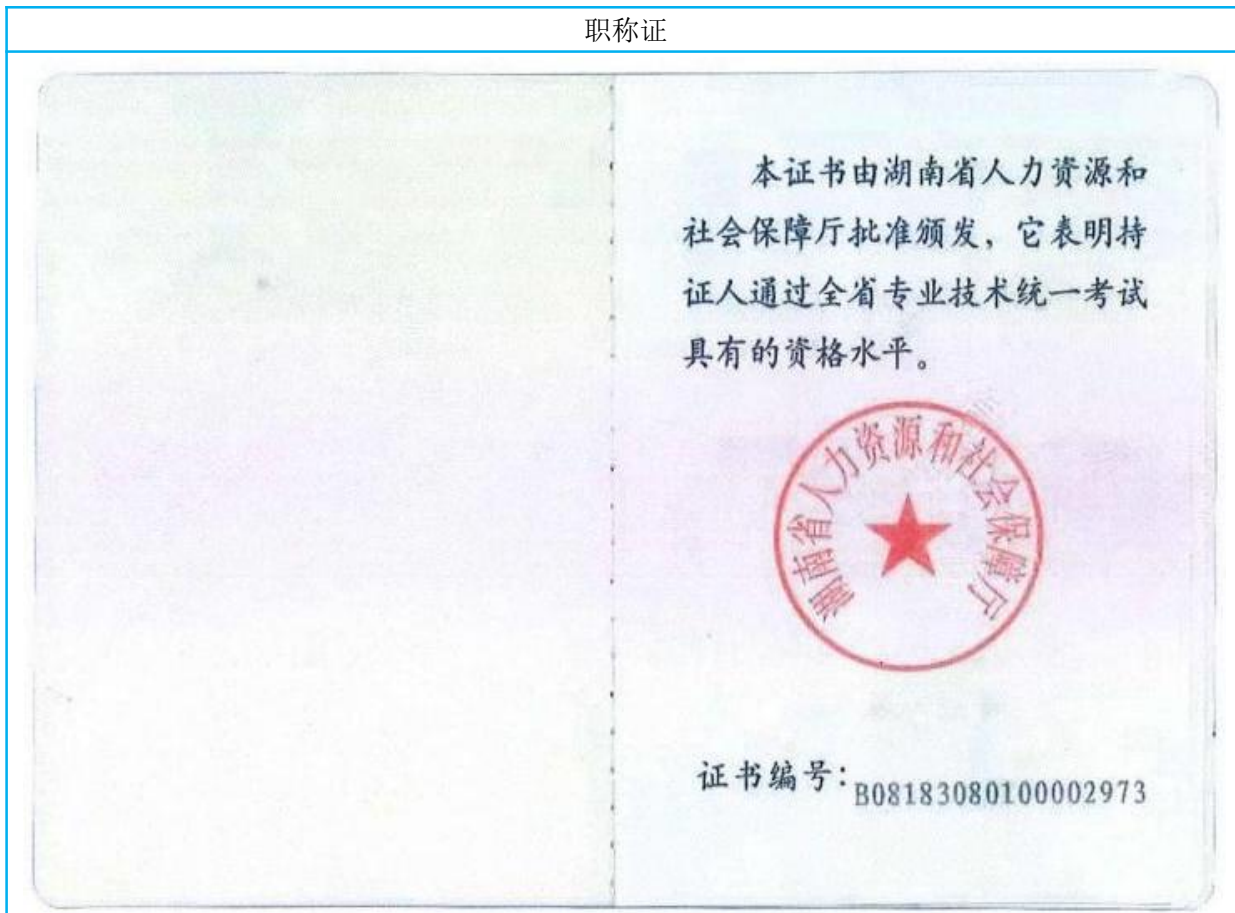 职称证
本证书由湖南省人力资源和
社会保障厅批准颁发，它表明持
证人通过全省专业技术统一考试
具有的资格水平。
湖南省人力资源和社会保障厅
证书编号：B08183080100002973